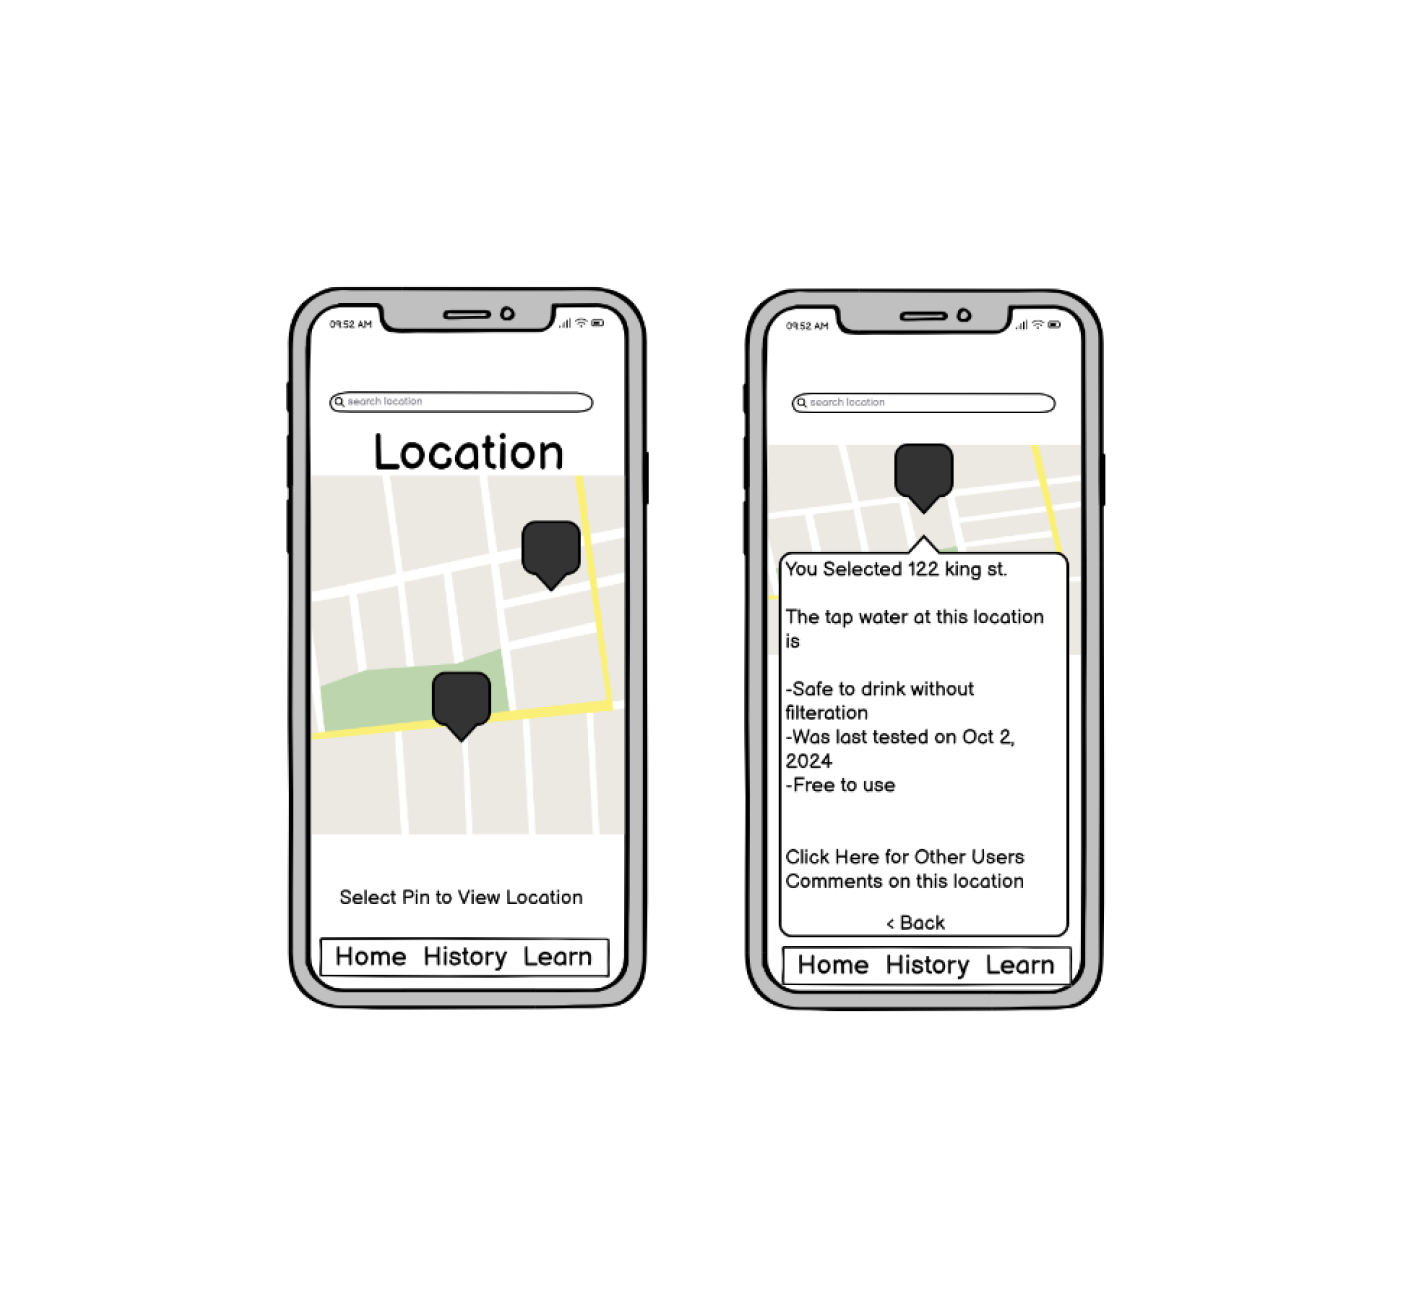 09:52 AM
search location
Location
Select Pin to View Location
Home History Learn
09:52 AM
search location
You Selected 122 king st.
The tap water at this location
is
-Safe to drink without
filteration
-Was last tested on Oct 2,
2024
-Free to use
Click Here for Other Users
Comments on this location
< Back
Home History Learn